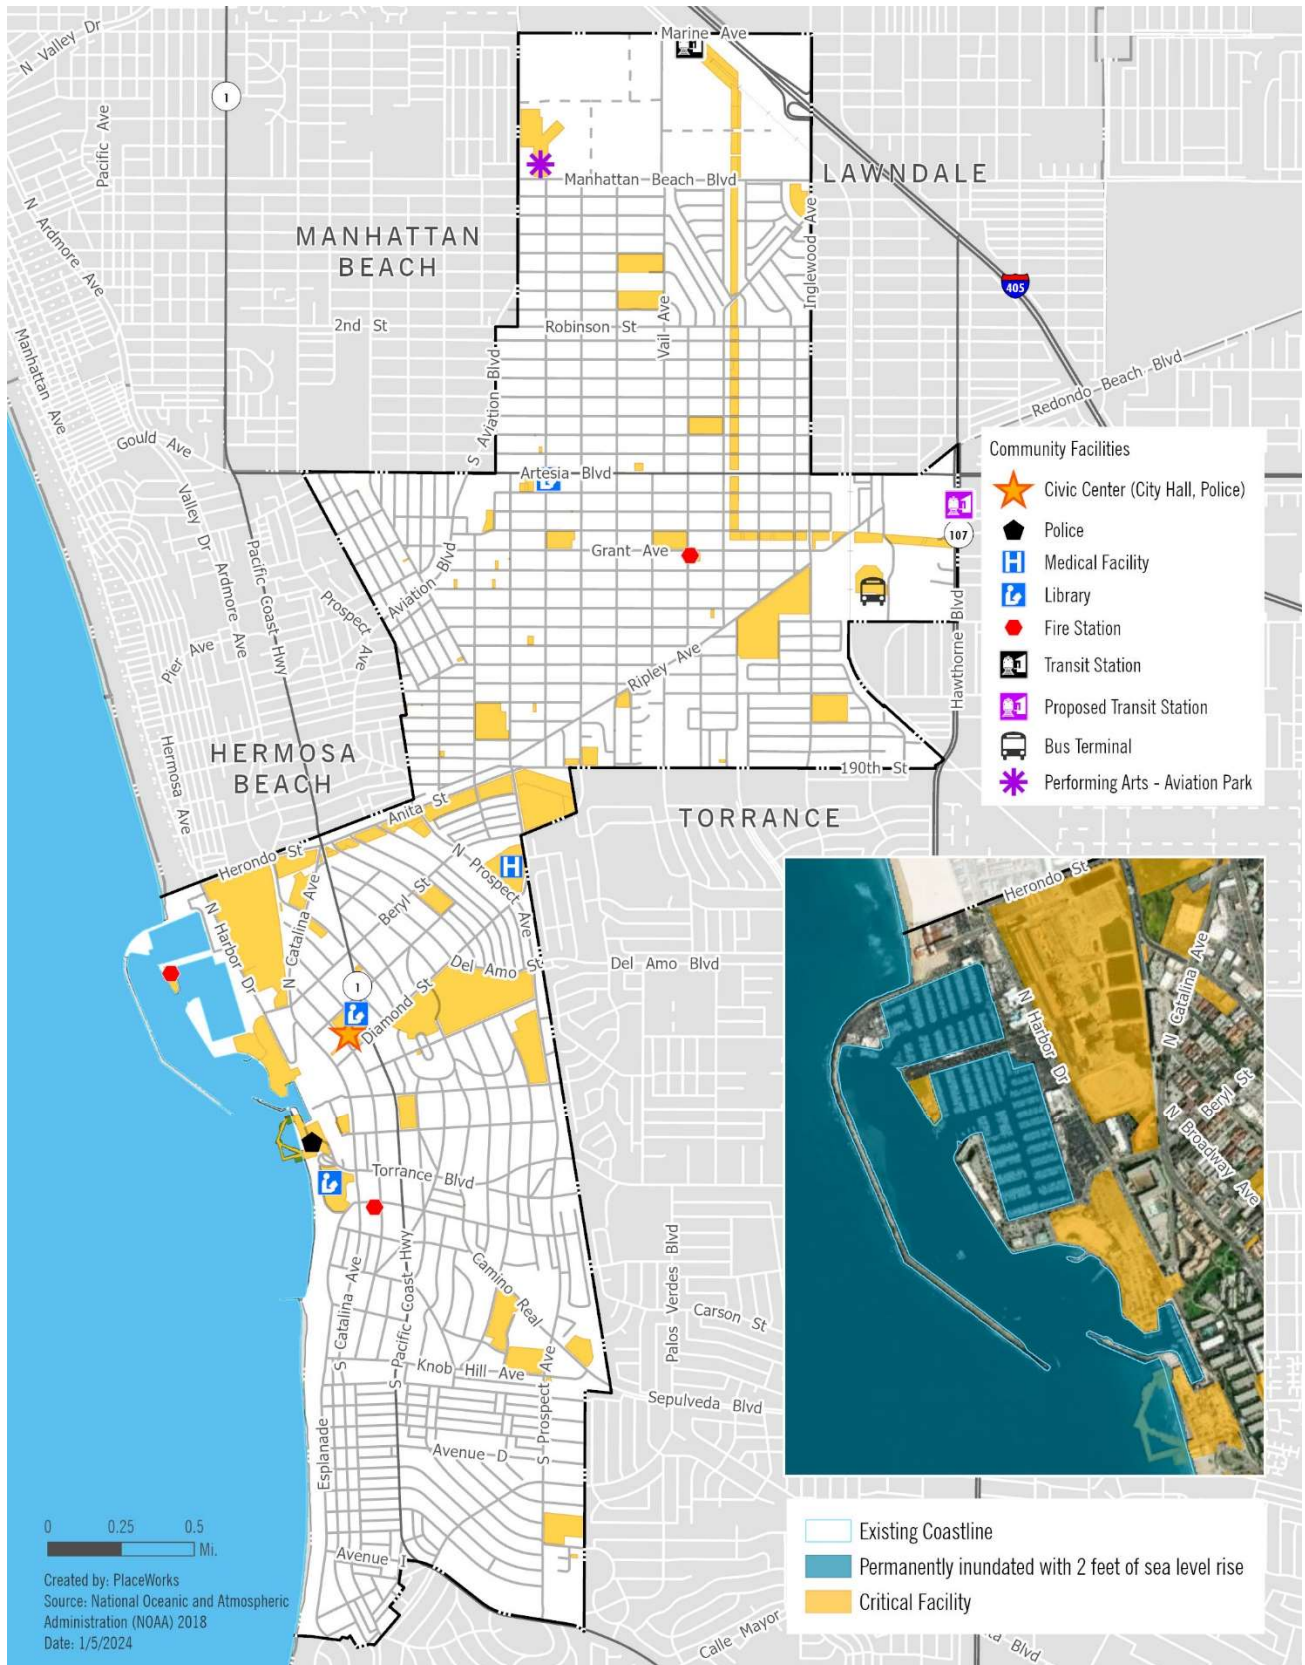 Marine Ave
N Valley Dr
1
Pacific Ave
LAWNDALE
Manhattan Beach Blvd
N Ardmore Ave
MANHATTAN
BEACH
Inglewood Ave
405
2nd St
Robinson St
Vail Ave
Manhattan Ave
S Aviation Blvd
Redondo Beach Blvd
Gould Ave
Artesia Blvd
Valley Dr
Ardmore Ave
Pacific Coast Hwy
107
Grant Ave
Aviation Blvd
Prospect Ave
Pier Ave
Ripley Ave
Hawthorne Blvd
Hermosa Ave
HERMOSA
BEACH
190th St
TORRANCE
Anita St
Herondo St
N Prospect Ave
Beryl St
N Catalina Ave
N Harbor Dr
Del Amo St
Del Amo Blvd
1
Diamond St
Torrance Blvd
S Catalina Ave
S Pacific Coast Hwy
Camino Real
Palos Verdes Blvd
Carson St
Knob Hill Ave
S Prospect Ave
Sepulveda Blvd
Esplanade
Avenue D
Avenue I
Calle Mayor
Community Facilities
Civic Center (City Hall, Police)
Police
Medical Facility
Library
Fire Station
Transit Station
Proposed Transit Station
Bus Terminal
Performing Arts - Aviation Park
Herondo St
N Catalina Ave
N Harbor Dr
Beryl St
N Broadway Ave
Existing Coastline
Permanently inundated with 2 feet of sea level rise
Critical Facility
Blvd
0 0.25 0.5
Mi.
Created by: PlaceWorks
Source: National Oceanic and Atmospheric
Administration (NOAA) 2018
Date: 1/5/2024